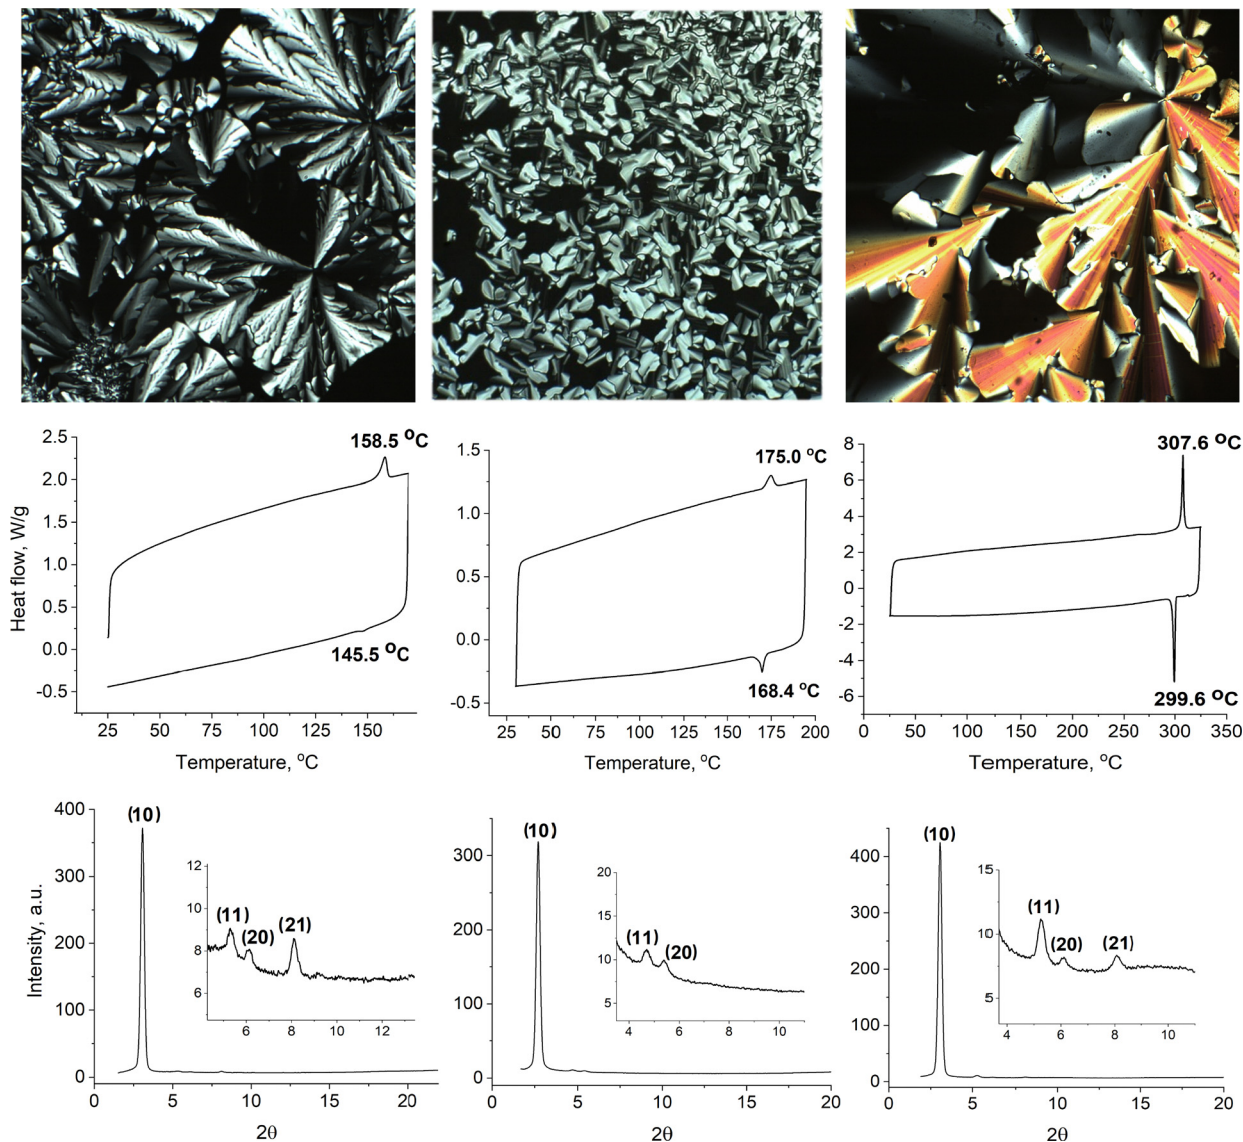 2.5
2.0
1.5
1.0
0.5
0.0
-0.5
Heat flow, W/g
158.5 °C
145.5 °C
25 50 75 100 125 150
Temperature, °C
1.5
1.0
0.5
0.0
-0.5
175.0 °C
168.4 °C
25 50 75 100 125 150 175 200
Temperature, °C
8
6
4
2
0
-2
-4
-6
307.6 °C
299.6 °C
0 50 100 150 200 250 300 350
Temperature, °C
400
350
300
250
200
150
100
50
0
Intensity, a.u.
(10)
12
10
8
6
(11)
(20)
(21)
6 8 10 12
0 5 10 15 20
2θ
300
200
100
0
(10)
20
15
10
5
(11)
(20)
4 6 8 10
0 5 10 15 20
2θ
400
300
200
100
0
(10)
15
10
5
(11)
(20)
(21)
4 6 8 10
0 5 10 15 20
2θ